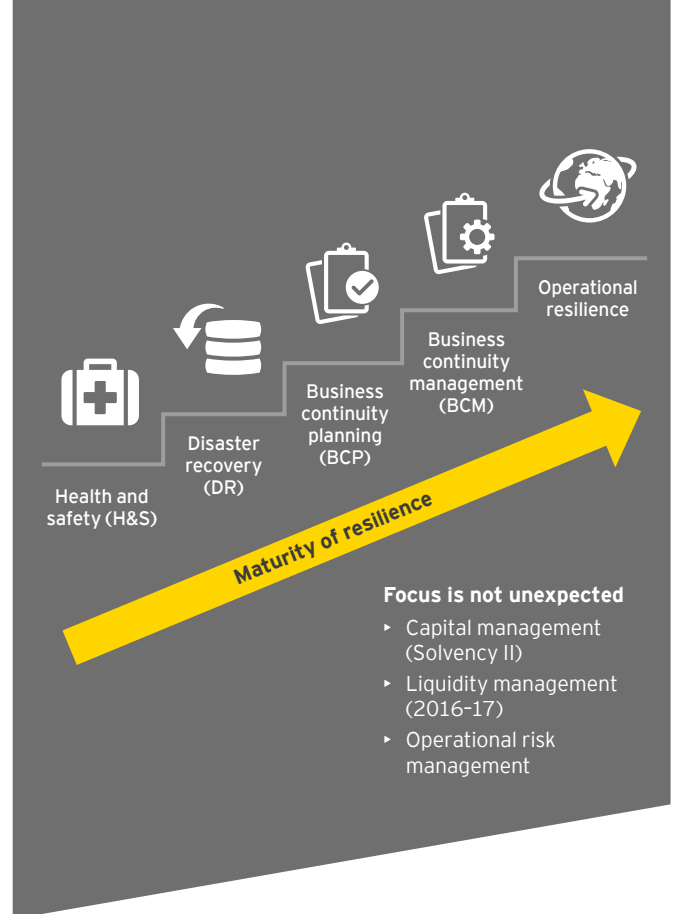 Operational
resilience
Business
continuity
management
(BCM)
Business
continuity
planning
(BCP)
Disaster
recovery
(DR)
Health and
safety (H&S)
Maturity of resilience
Focus is not unexpected
‣ Capital management
(Solvency II)
‣ Liquidity management
(2016–17)
‣ Operational risk
management